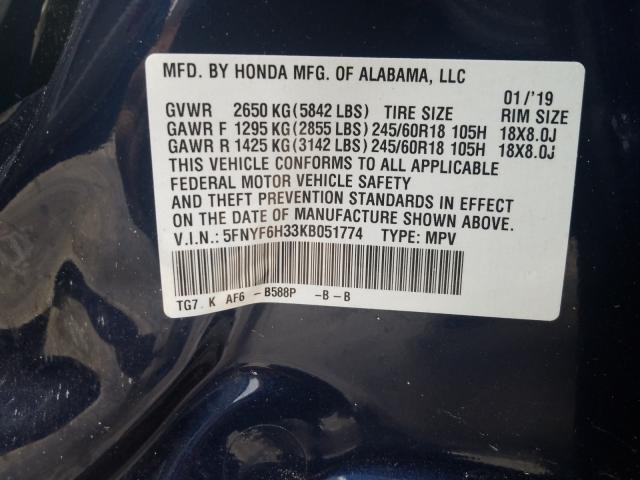 MFD. BY HONDA MFG. OF ALABAMA, LLC
01/'19
GVWR 2650 KG(5842 LBS) TIRE SIZE RIM SIZE
GAWR F 1295 KG(2855 LBS) 245/60R18 105H 18X8.0J
GAWR R 1425 KG(3142 LBS) 245/60R18 105H 18X8.0J
THIS VEHICLE CONFORMS TO ALL APPLICABLE
FEDERAL MOTOR VEHICLE SAFETY
AND THEFT PREVENTION STANDARDS IN EFFECT
ON THE DATE OF MANUFACTURE SHOWN ABOVE.
V.I.N.: 5FNYF6H33KB051774 TYPE: MPV
TG7. K AF6 - B588P -B-B